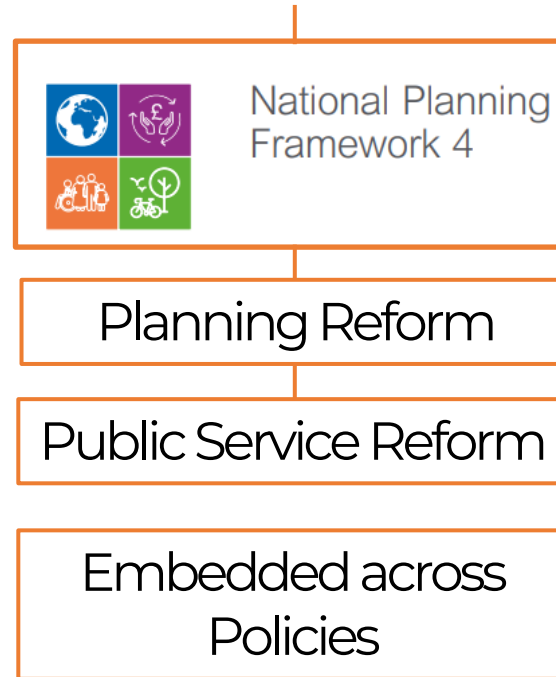 £
National Planning
Framework 4
Planning Reform
Public Service Reform
Embedded across
Policies